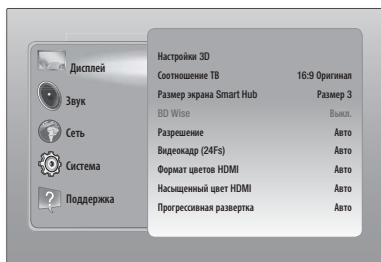 Дисплей
Звук
Сеть
Система
Поддержка
Настройки 3D
Соотношение ТВ 16:9 Оригинал
Размер экрана Smart Hub Размер 3
BD Wise Выкл.
Разрешение Авто
Видеокадр (24Fs) Авто
Формат цветов HDMI Авто
Насыщенный цвет HDMI Авто
Прогрессивная развертка Авто